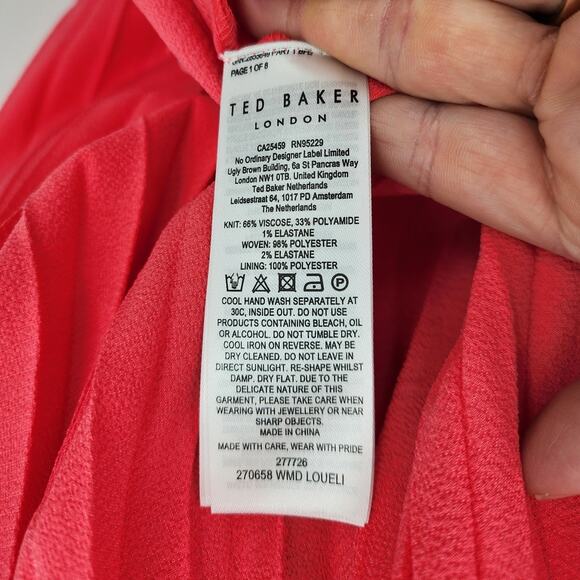 PAGE 1 OF 8
TED BAKER
LONDON
CA25459 RN95229
No Ordinary Designer Label Limited
Ugly Brown Building, 6a St Pancras Way
London NW1 0TB. United Kingdom
Ted Baker Netherlands
Leidsestraat 64, 1017 PD Amsterdam
The Netherlands
KNIT: 66% VISCOSE, 33% POLYAMIDE
1% ELASTANE
WOVEN: 98% POLYESTER
2% ELASTANE
LINING: 100% POLYESTER
P
COOL HAND WASH SEPARATELY AT
30C, INSIDE OUT. DO NOT USE
PRODUCTS CONTAINING BLEACH, OIL
OR ALCOHOL. DO NOT TUMBLE DRY.
COOL IRON ON REVERSE. MAY BE
DRY CLEANED. DO NOT LEAVE IN
DIRECT SUNLIGHT. RE-SHAPE WHILST
DAMP. DRY FLAT. DUE TO THE
DELICATE NATURE OF THIS
GARMENT, PLEASE TAKE CARE WHEN
WEARING WITH JEWELLERY OR NEAR
SHARP OBJECTS.
MADE IN CHINA
MADE WITH CARE, WEAR WITH PRIDE
277726
270658 WMD LOUELI